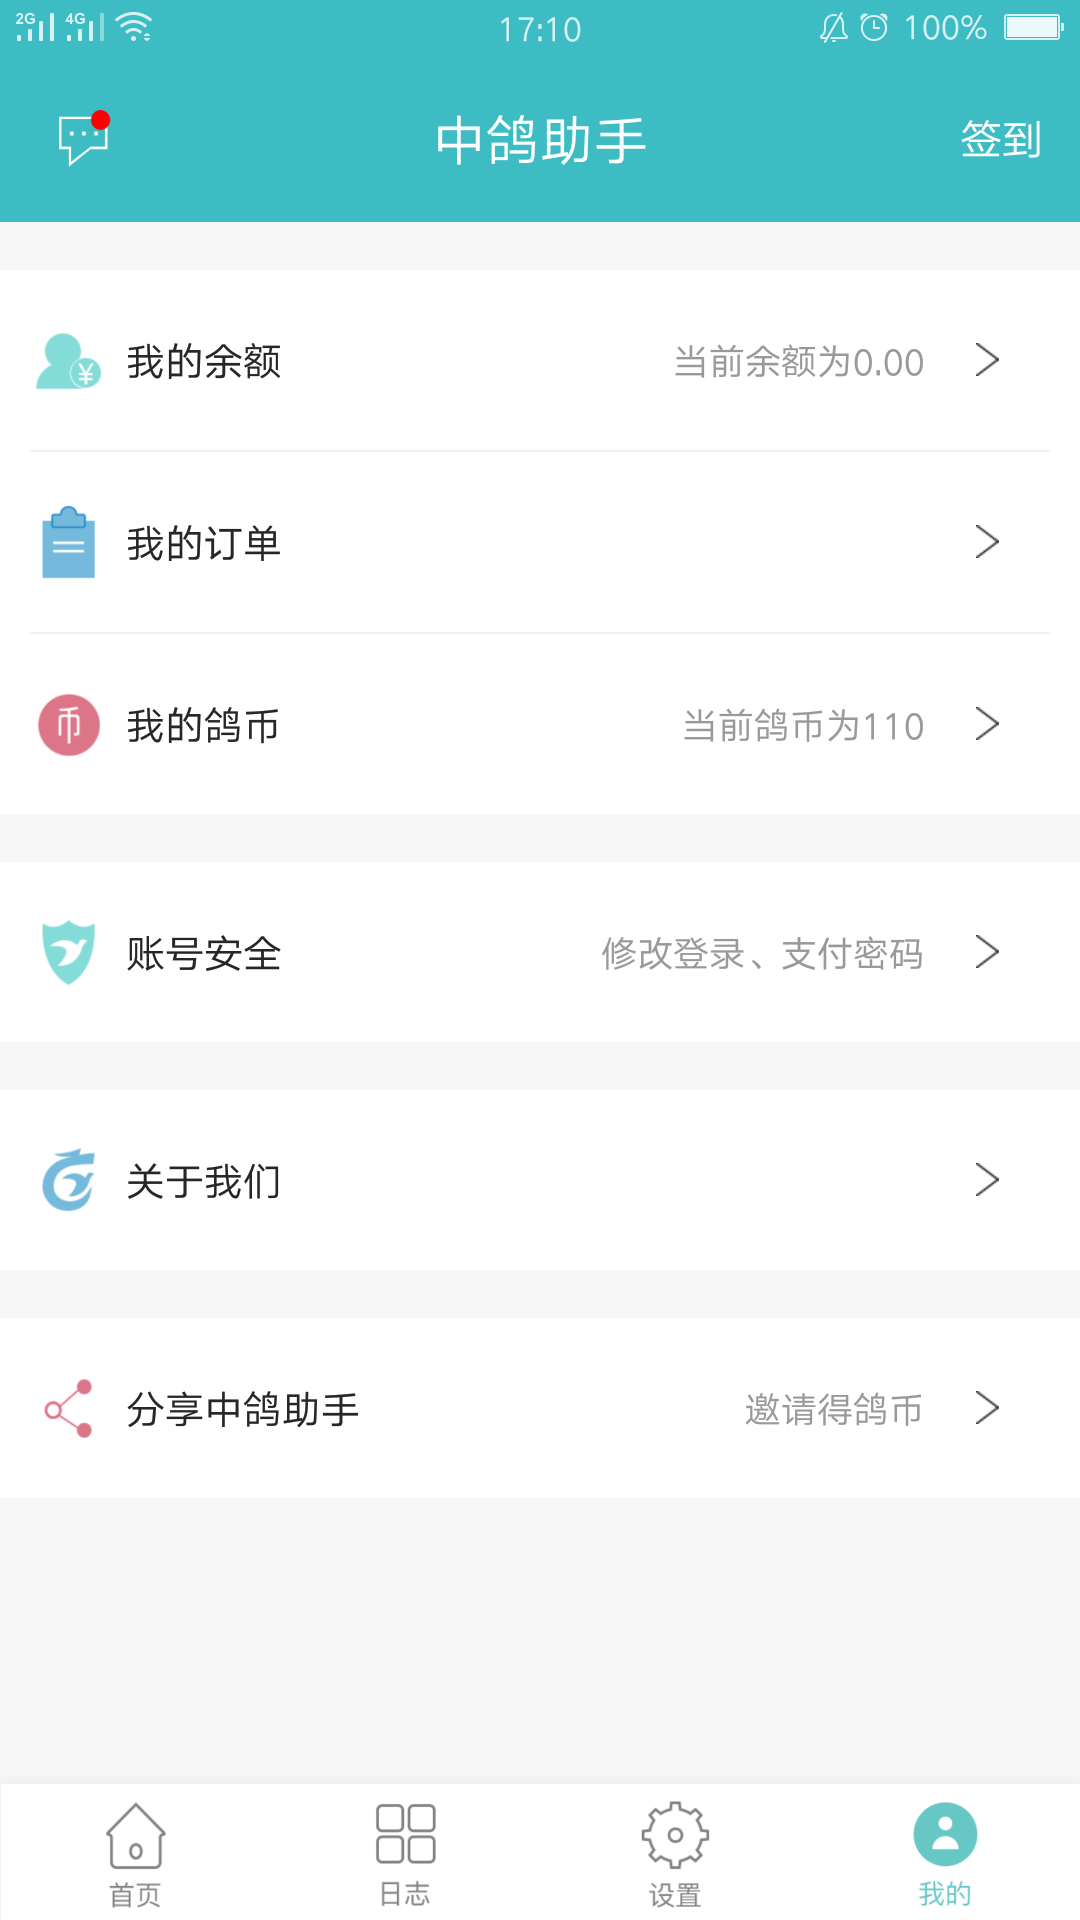 2G 4G 17:10 100%
中鸽助手 签到
¥ 我的余额 当前余额为0.00
我的订单
币 我的鸽币 当前鸽币为110
账号安全 修改登录、支付密码
关于我们
分享中鸽助手 邀请得鸽币
首页 日志 设置 我的